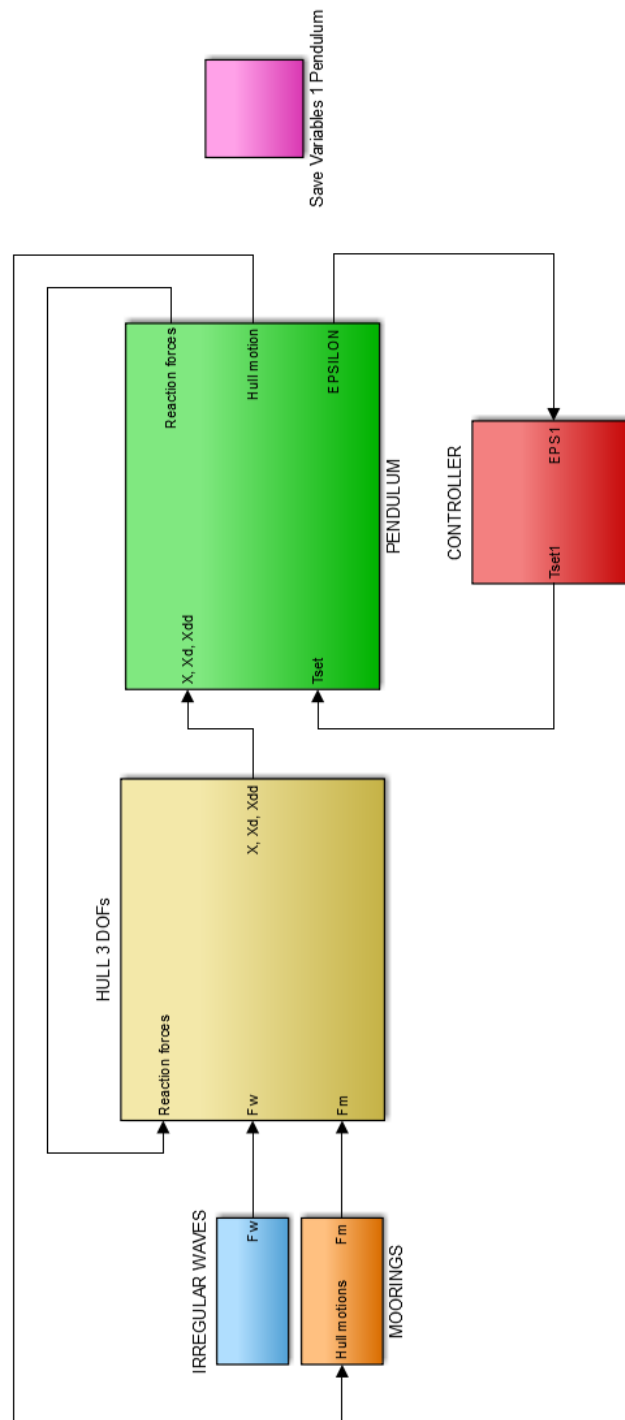 Save Variables 1 Pendulum
Reaction forces
Hull motion
EPSILON
X, Xd, Xdd
Tset
PENDULUM
CONTROLLER
EPS1
Tset1
HULL 3 DOFs
X, Xd, Xdd
Reaction forces
Fw
Fm
IRREGULAR WAVES
Fw
Hull motions
Fm
MOORINGS